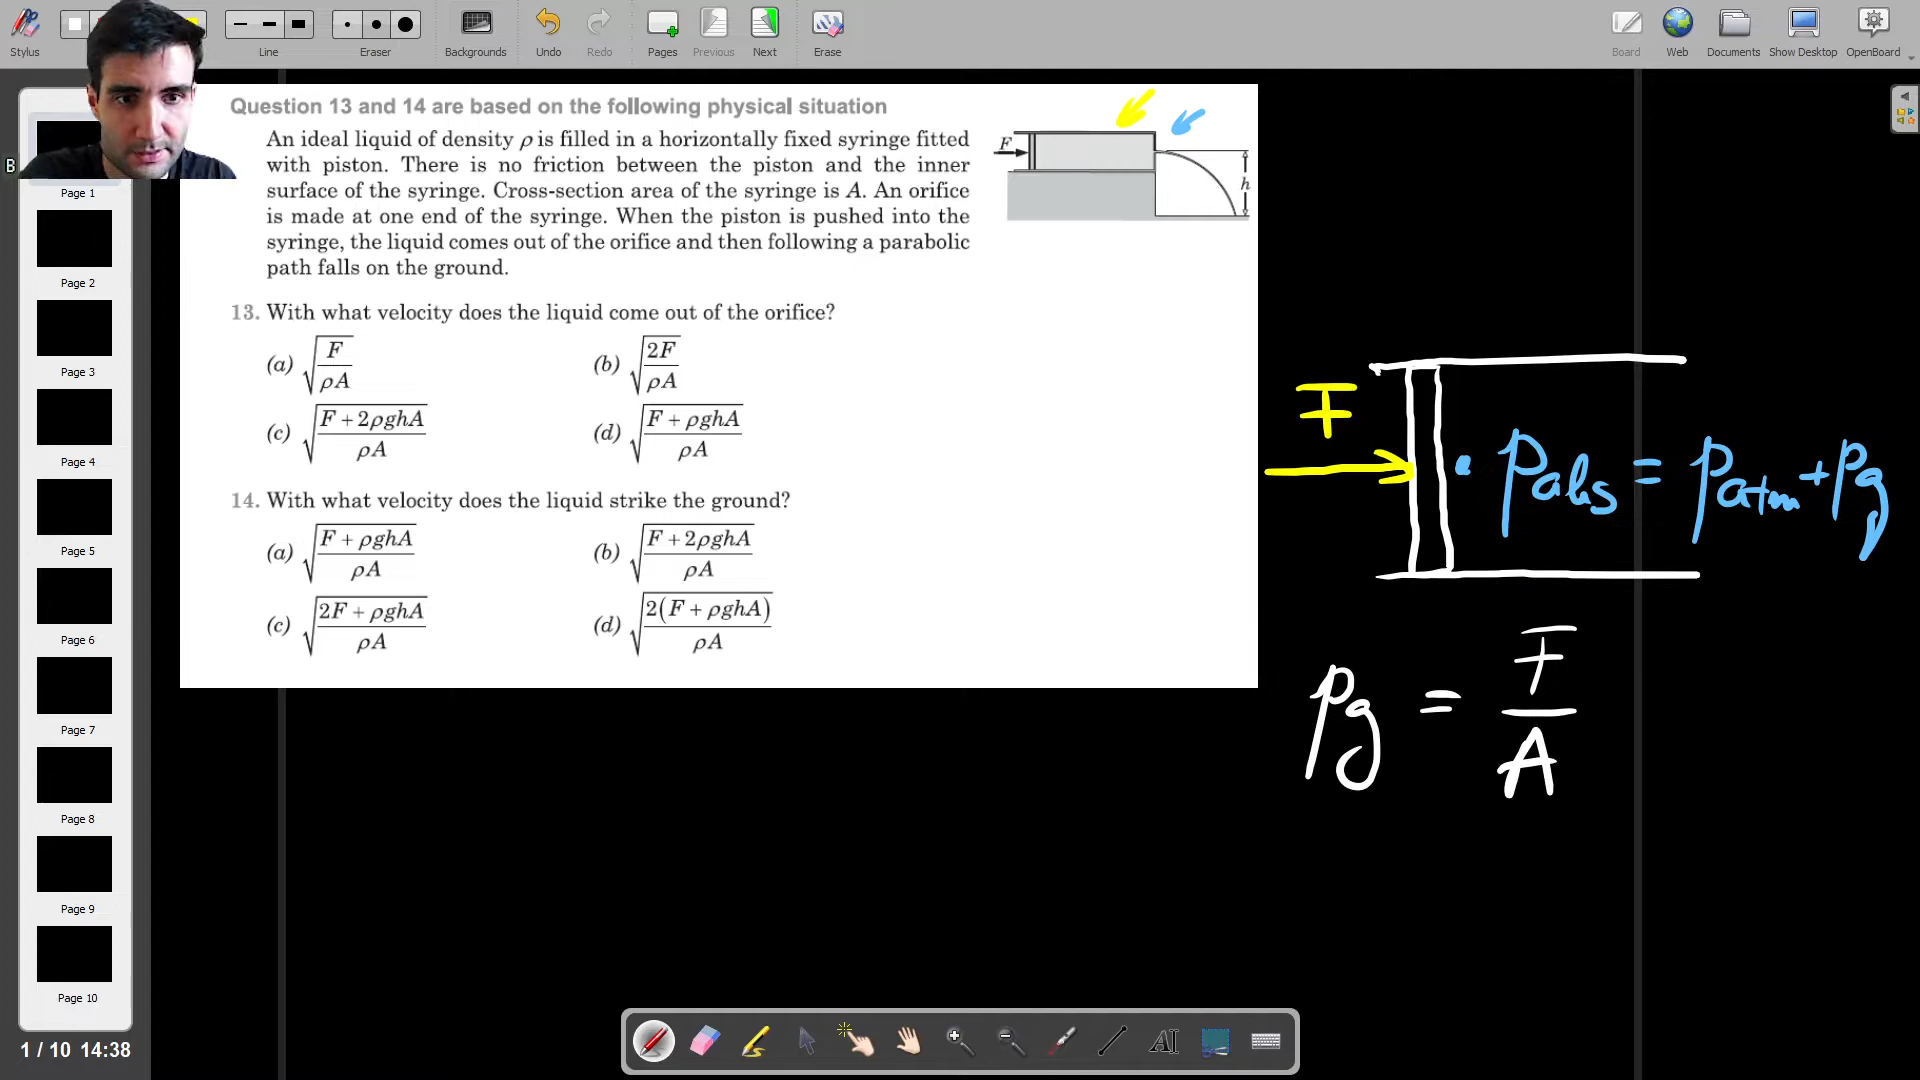 Stylus
Line
Eraser
Backgrounds
Undo
Redo
Pages
Previous
Next
Erase
Board
Web
Documents
Show Desktop
OpenBoard
B
Page 1
Page 2
Page 3
Page 4
Page 5
Page 6
Page 7
Page 8
Page 9
Page 10
1 / 10 14:38
Question 13 and 14 are based on the following physical situation
An ideal liquid of density ρ is filled in a horizontally fixed syringe fitted
with piston. There is no friction between the piston and the inner
surface of the syringe. Cross-section area of the syringe is A. An orifice
is made at one end of the syringe. When the piston is pushed into the
syringe, the liquid comes out of the orifice and then following a parabolic
path falls on the ground.
F
h
13. With what velocity does the liquid come out of the orifice?
(a) √(F/ρA) (b) √(2F/ρA)
(c) √((F + 2ρghA)/ρA) (d) √((F + ρghA)/ρA)
14. With what velocity does the liquid strike the ground?
(a) √((F + ρghA)/ρA) (b) √((F + 2ρghA)/ρA)
(c) √((2F + ρghA)/ρA) (d) √(2(F + ρghA)/ρA)
F
Pabs = Patm + Pg
Pg = F/A
AI